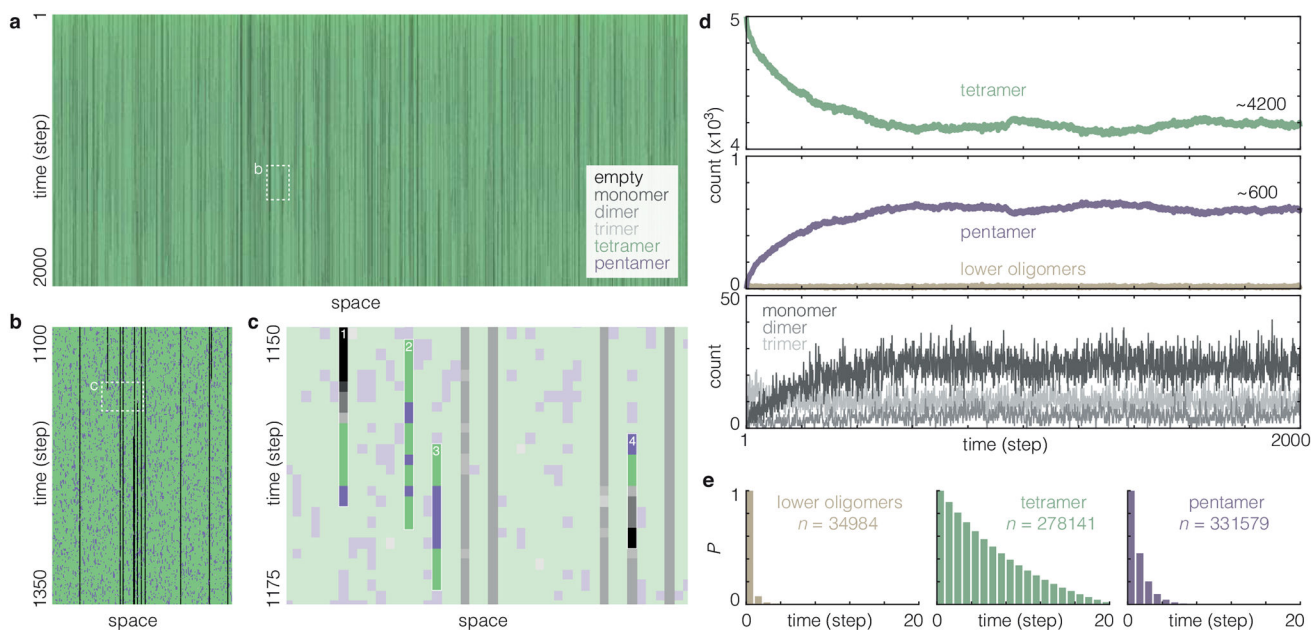 a
1
time (step)
2000
space
b
empty
monomer
dimer
trimer
tetramer
pentamer
b
1100
time (step)
1350
space
c
c
1150
time (step)
1175
space
1
2
3
4
d
5
4
count (x10³)
tetramer
~4200
1
0
pentamer
~600
lower oligomers
50
0
count
monomer
dimer
trimer
1
time (step)
2000
e
1
P
0
lower oligomers
n = 34984
0 time (step) 20
tetramer
n = 278141
0 time (step) 20
pentamer
n = 331579
0 time (step) 20